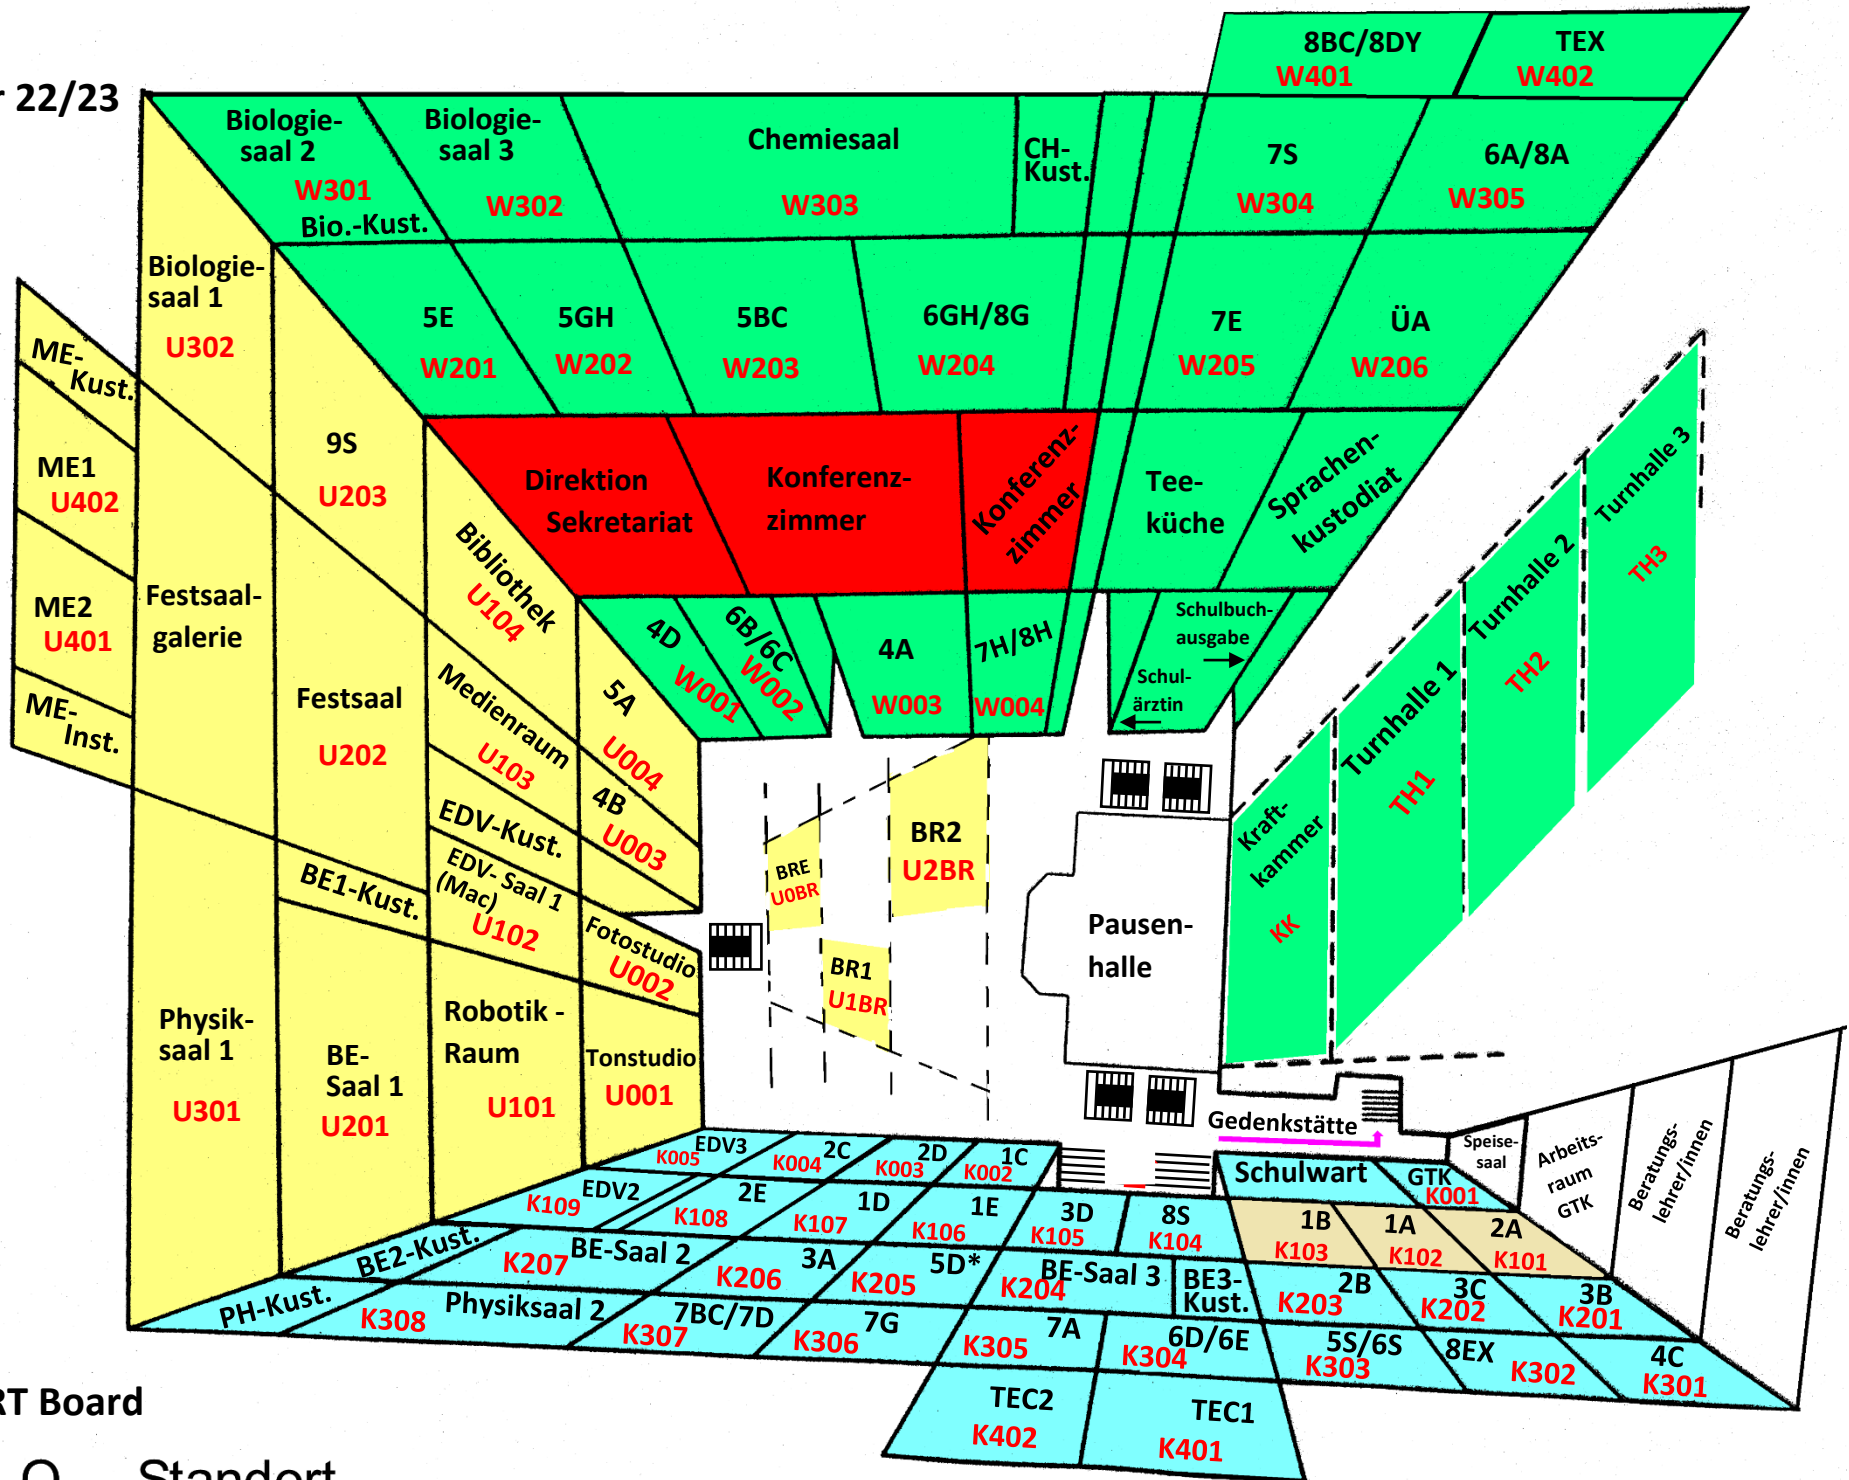 r 22/23
8BC/8DY
W401
TEX
W402
Biologie-
saal 2
W301
Bio.-Kust.
Biologie-
saal 3
W302
Chemiesaal
W303
CH-
Kust.
7S
W304
6A/8A
W305
5E
W201
5GH
W202
5BC
W203
6GH/8G
W204
7E
W205
ÜA
W206
Direktion
Sekretariat
Konferenz-
zimmer
Konferenz-
zimmer
Tee-
küche
Sprachen-
kustodiat
4D
W001
6B/6C
W002
4A
W003
7H/8H
W004
Schulbuch-
ausgabe
Schul-
ärztin
Biologie-
saal 1
U302
ME-
Kust.
ME1
U402
ME2
U401
ME-
Inst.
Festsaal-
galerie
Physik-
saal 1
U301
9S
U203
Festsaal
U202
BE1-Kust.
BE-
Saal 1
U201
Bibliothek
U104
Medienraum
U103
EDV-Kust.
EDV- Saal 1
(Mac)
U102
Robotik -
Raum
U101
5A
U004
4B
U003
Fotostudio
U002
Tonstudio
U001
BRE
U0BR
BR2
U2BR
BR1
U1BR
Pausen-
halle
Kraft-
kammer
KK
Turnhalle 1
TH1
Turnhalle 2
TH2
Turnhalle 3
TH3
Gedenkstätte
Speise-
saal
Arbeits-
raum
GTK
Beratungs-
lehrer/innen
Beratungs-
lehrer/innen
EDV3
K005
2C
K004
2D
K003
1C
K002
Schulwart
GTK
K001
EDV2
K109
2E
K108
1D
K107
1E
K106
3D
K105
8S
K104
1B
K103
1A
K102
2A
K101
BE2-Kust.
BE-Saal 2
K207
3A
K206
5D*
K205
BE-Saal 3
K204
BE3-
Kust.
2B
K203
3C
K202
3B
K201
PH-Kust.
Physiksaal 2
K308
7BC/7D
K307
7G
K306
7A
K305
6D/6E
K304
5S/6S
K303
8EX
K302
4C
K301
TEC2
K402
TEC1
K401
RT Board
O Standort